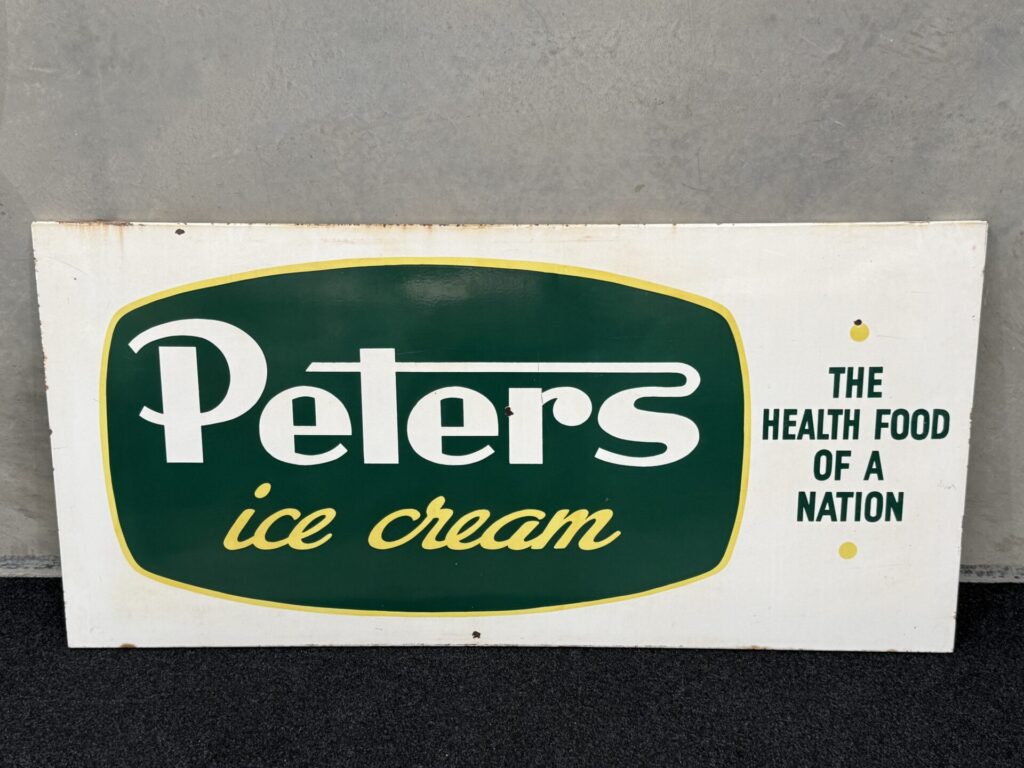 Peters
ice cream
THE
HEALTH FOOD
OF A
NATION